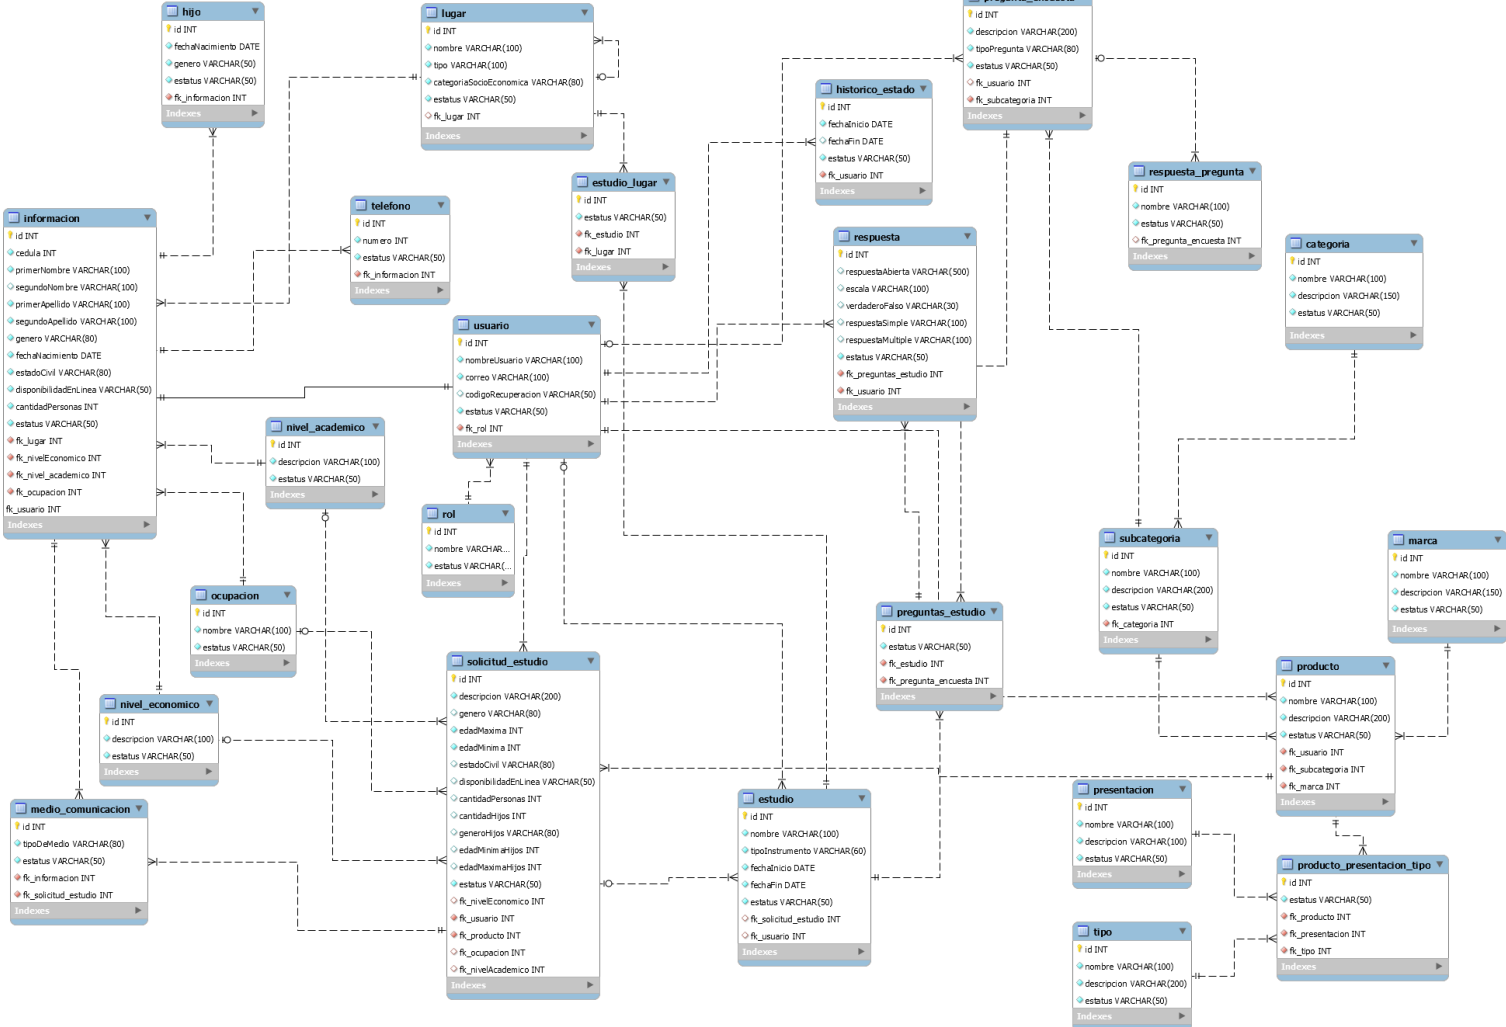 hijo
id INT
fechaNacimiento DATE
genero VARCHAR(50)
estatus VARCHAR(50)
fk_informacion INT
Indexes
lugar
id INT
nombre VARCHAR(100)
tipo VARCHAR(100)
categoriaSocioEconomica VARCHAR(80)
estatus VARCHAR(50)
fk_lugar INT
Indexes
id INT
descripcion VARCHAR(200)
tipoPregunta VARCHAR(80)
estatus VARCHAR(50)
fk_usuario INT
fk_subcategoria INT
Indexes
historico_estado
id INT
fechaInicio DATE
fechaFin DATE
estatus VARCHAR(50)
fk_usuario INT
Indexes
respuesta_pregunta
id INT
nombre VARCHAR(100)
estatus VARCHAR(50)
fk_pregunta_encuesta INT
Indexes
estudio_lugar
id INT
estatus VARCHAR(50)
fk_estudio INT
fk_lugar INT
Indexes
telefono
id INT
numero INT
estatus VARCHAR(50)
fk_informacion INT
Indexes
informacion
id INT
cedula INT
primerNombre VARCHAR(100)
segundoNombre VARCHAR(100)
primerApellido VARCHAR(100)
segundoApellido VARCHAR(100)
genero VARCHAR(80)
fechaNacimiento DATE
estadoCivil VARCHAR(80)
disponibilidadEnLinea VARCHAR(50)
cantidadPersonas INT
estatus VARCHAR(50)
fk_lugar INT
fk_nivelEconomico INT
fk_nivel_academico INT
fk_ocupacion INT
fk_usuario INT
Indexes
respuesta
id INT
respuestaAbierta VARCHAR(500)
escala VARCHAR(100)
verdaderoFalso VARCHAR(30)
respuestaSimple VARCHAR(100)
respuestaMultiple VARCHAR(100)
estatus VARCHAR(50)
fk_preguntas_estudio INT
fk_usuario INT
Indexes
categoria
id INT
nombre VARCHAR(100)
descripcion VARCHAR(150)
estatus VARCHAR(50)
Indexes
usuario
id INT
nombreUsuario VARCHAR(100)
correo VARCHAR(100)
codigoRecuperacion VARCHAR(50)
estatus VARCHAR(50)
fk_rol INT
Indexes
nivel_academico
id INT
descripcion VARCHAR(100)
estatus VARCHAR(50)
Indexes
rol
id INT
nombre VARCHAR...
estatus VARCHAR(...
Indexes
subcategoria
id INT
nombre VARCHAR(100)
descripcion VARCHAR(200)
estatus VARCHAR(50)
fk_categoria INT
Indexes
marca
id INT
nombre VARCHAR(100)
descripcion VARCHAR(150)
estatus VARCHAR(50)
Indexes
ocupacion
id INT
nombre VARCHAR(100)
estatus VARCHAR(50)
Indexes
preguntas_estudio
id INT
estatus VARCHAR(50)
fk_estudio INT
fk_pregunta_encuesta INT
Indexes
solicitud_estudio
id INT
descripcion VARCHAR(200)
genero VARCHAR(80)
edadMaxima INT
edadMinima INT
estadoCivil VARCHAR(80)
disponibilidadEnLinea VARCHAR(50)
cantidadPersonas INT
cantidadHijos INT
generoHijos VARCHAR(80)
edadMinimaHijos INT
edadMaximaHijos INT
estatus VARCHAR(50)
fk_nivelEconomico INT
fk_usuario INT
fk_producto INT
fk_ocupacion INT
fk_nivelAcademico INT
Indexes
producto
id INT
nombre VARCHAR(100)
descripcion VARCHAR(200)
estatus VARCHAR(50)
fk_usuario INT
fk_subcategoria INT
fk_marca INT
Indexes
nivel_economico
id INT
descripcion VARCHAR(100)
estatus VARCHAR(50)
Indexes
medio_comunicacion
id INT
tipoDeMedio VARCHAR(80)
estatus VARCHAR(50)
fk_informacion INT
fk_solicitud_estudio INT
Indexes
estudio
id INT
nombre VARCHAR(100)
tipoInstrumento VARCHAR(60)
fechaInicio DATE
fechaFin DATE
estatus VARCHAR(50)
fk_solicitud_estudio INT
fk_usuario INT
Indexes
presentacion
id INT
nombre VARCHAR(100)
descripcion VARCHAR(100)
estatus VARCHAR(50)
Indexes
producto_presentacion_tipo
id INT
estatus VARCHAR(50)
fk_producto INT
fk_presentacion INT
fk_tipo INT
Indexes
tipo
id INT
nombre VARCHAR(100)
descripcion VARCHAR(200)
estatus VARCHAR(50)
Indexes